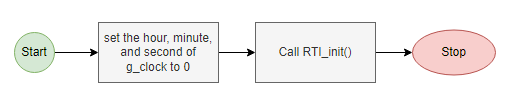 Start
set the hour, minute,
and second of
g_clock to 0
Call RTI_init()
Stop